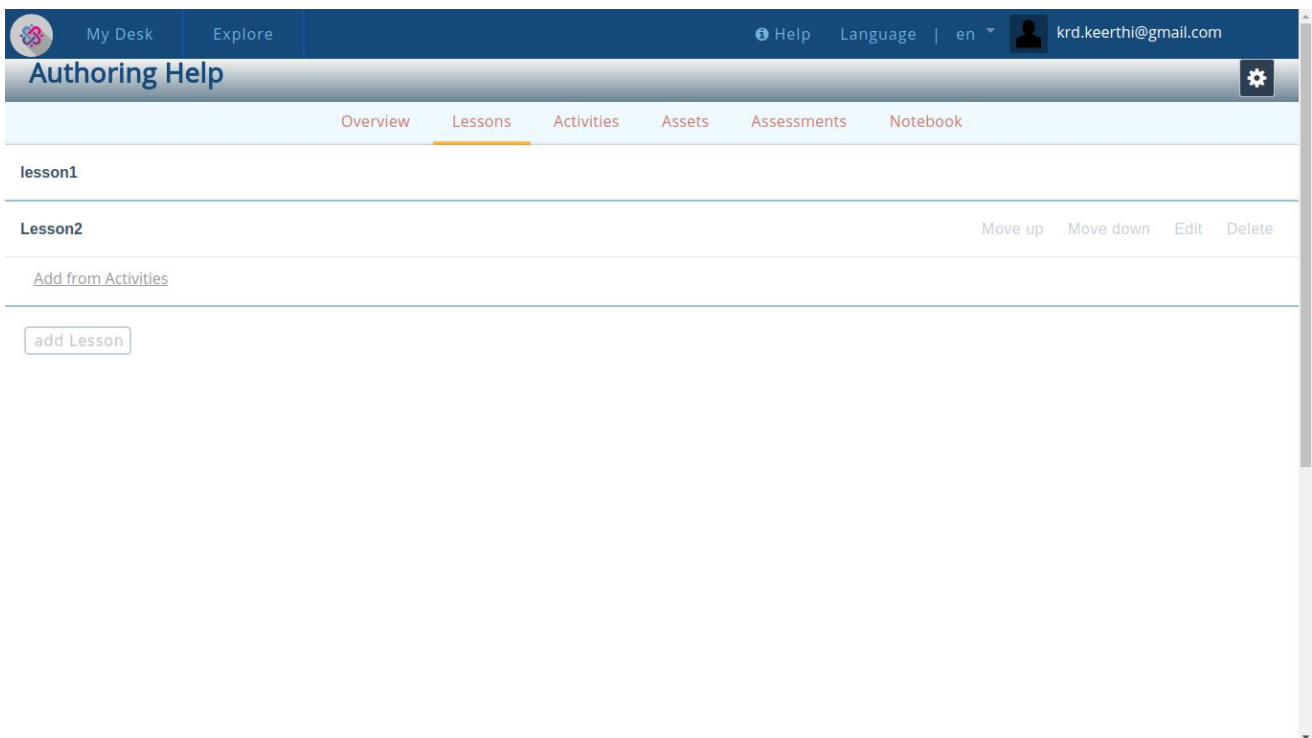 My Desk Explore Help Language | en krd.keerthi@gmail.com
Authoring Help
Overview Lessons Activities Assets Assessments Notebook
lesson1
Lesson2 Move up Move down Edit Delete
Add from Activities
add Lesson